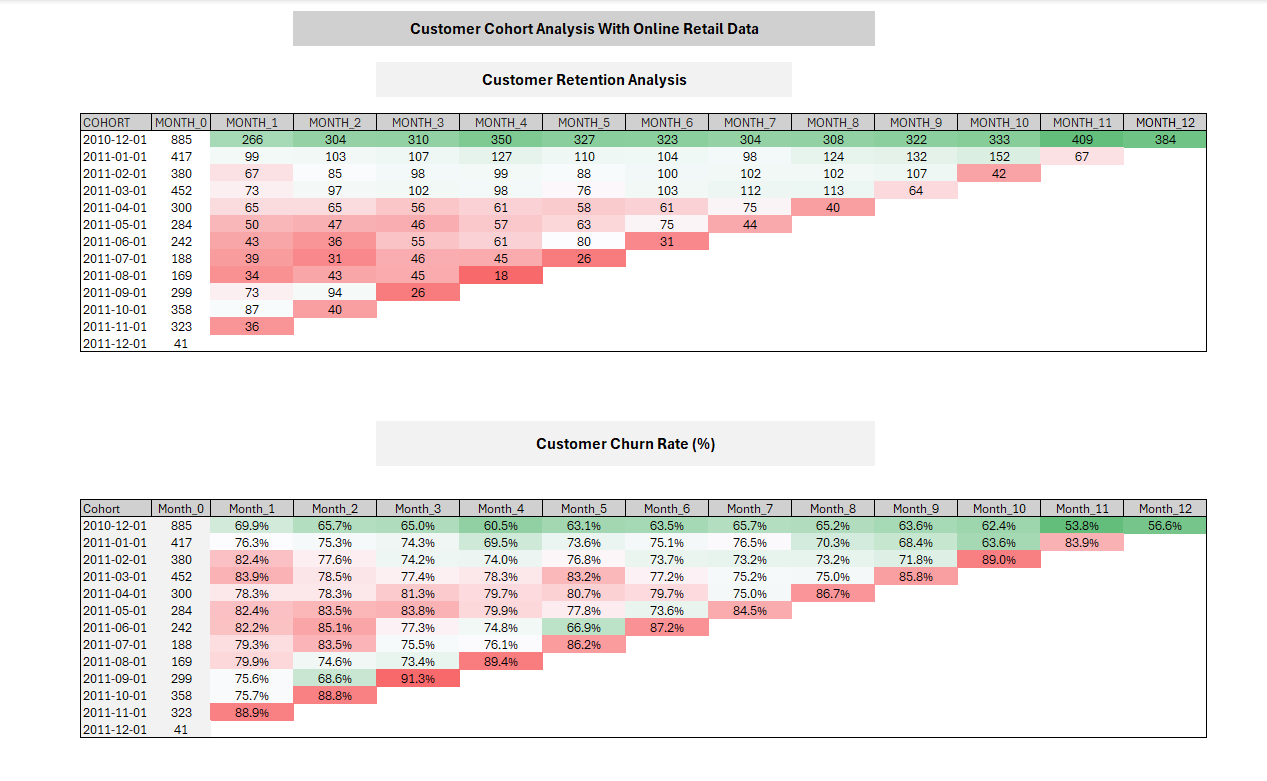 Customer Cohort Analysis With Online Retail Data
Customer Retention Analysis
COHORT MONTH_0 MONTH_1 MONTH_2 MONTH_3 MONTH_4 MONTH_5 MONTH_6 MONTH_7 MONTH_8 MONTH_9 MONTH_10 MONTH_11 MONTH_12
2010-12-01 885 266 304 310 350 327 323 304 308 322 333 409 384
2011-01-01 417 99 103 107 127 110 104 98 124 132 152 67
2011-02-01 380 67 85 98 99 88 100 102 102 107 42
2011-03-01 452 73 97 102 98 76 103 112 113 64
2011-04-01 300 65 65 56 61 58 61 75 40
2011-05-01 284 50 47 46 57 63 75 44
2011-06-01 242 43 36 55 61 80 31
2011-07-01 188 39 31 46 45 26
2011-08-01 169 34 43 45 18
2011-09-01 299 73 94 26
2011-10-01 358 87 40
2011-11-01 323 36
2011-12-01 41
Customer Churn Rate (%)
Cohort Month_0 Month_1 Month_2 Month_3 Month_4 Month_5 Month_6 Month_7 Month_8 Month_9 Month_10 Month_11 Month_12
2010-12-01 885 69.9% 65.7% 65.0% 60.5% 63.1% 63.5% 65.7% 65.2% 63.6% 62.4% 53.8% 56.6%
2011-01-01 417 76.3% 75.3% 74.3% 69.5% 73.6% 75.1% 76.5% 70.3% 68.4% 63.6% 83.9%
2011-02-01 380 82.4% 77.6% 74.2% 74.0% 76.8% 73.7% 73.2% 73.2% 71.8% 89.0%
2011-03-01 452 83.9% 78.5% 77.4% 78.3% 83.2% 77.2% 75.2% 75.0% 85.8%
2011-04-01 300 78.3% 78.3% 81.3% 79.7% 80.7% 79.7% 75.0% 86.7%
2011-05-01 284 82.4% 83.5% 83.8% 79.9% 77.8% 73.6% 84.5%
2011-06-01 242 82.2% 85.1% 77.3% 74.8% 66.9% 87.2%
2011-07-01 188 79.3% 83.5% 75.5% 76.1% 86.2%
2011-08-01 169 79.9% 74.6% 73.4% 89.4%
2011-09-01 299 75.6% 68.6% 91.3%
2011-10-01 358 75.7% 88.8%
2011-11-01 323 88.9%
2011-12-01 41